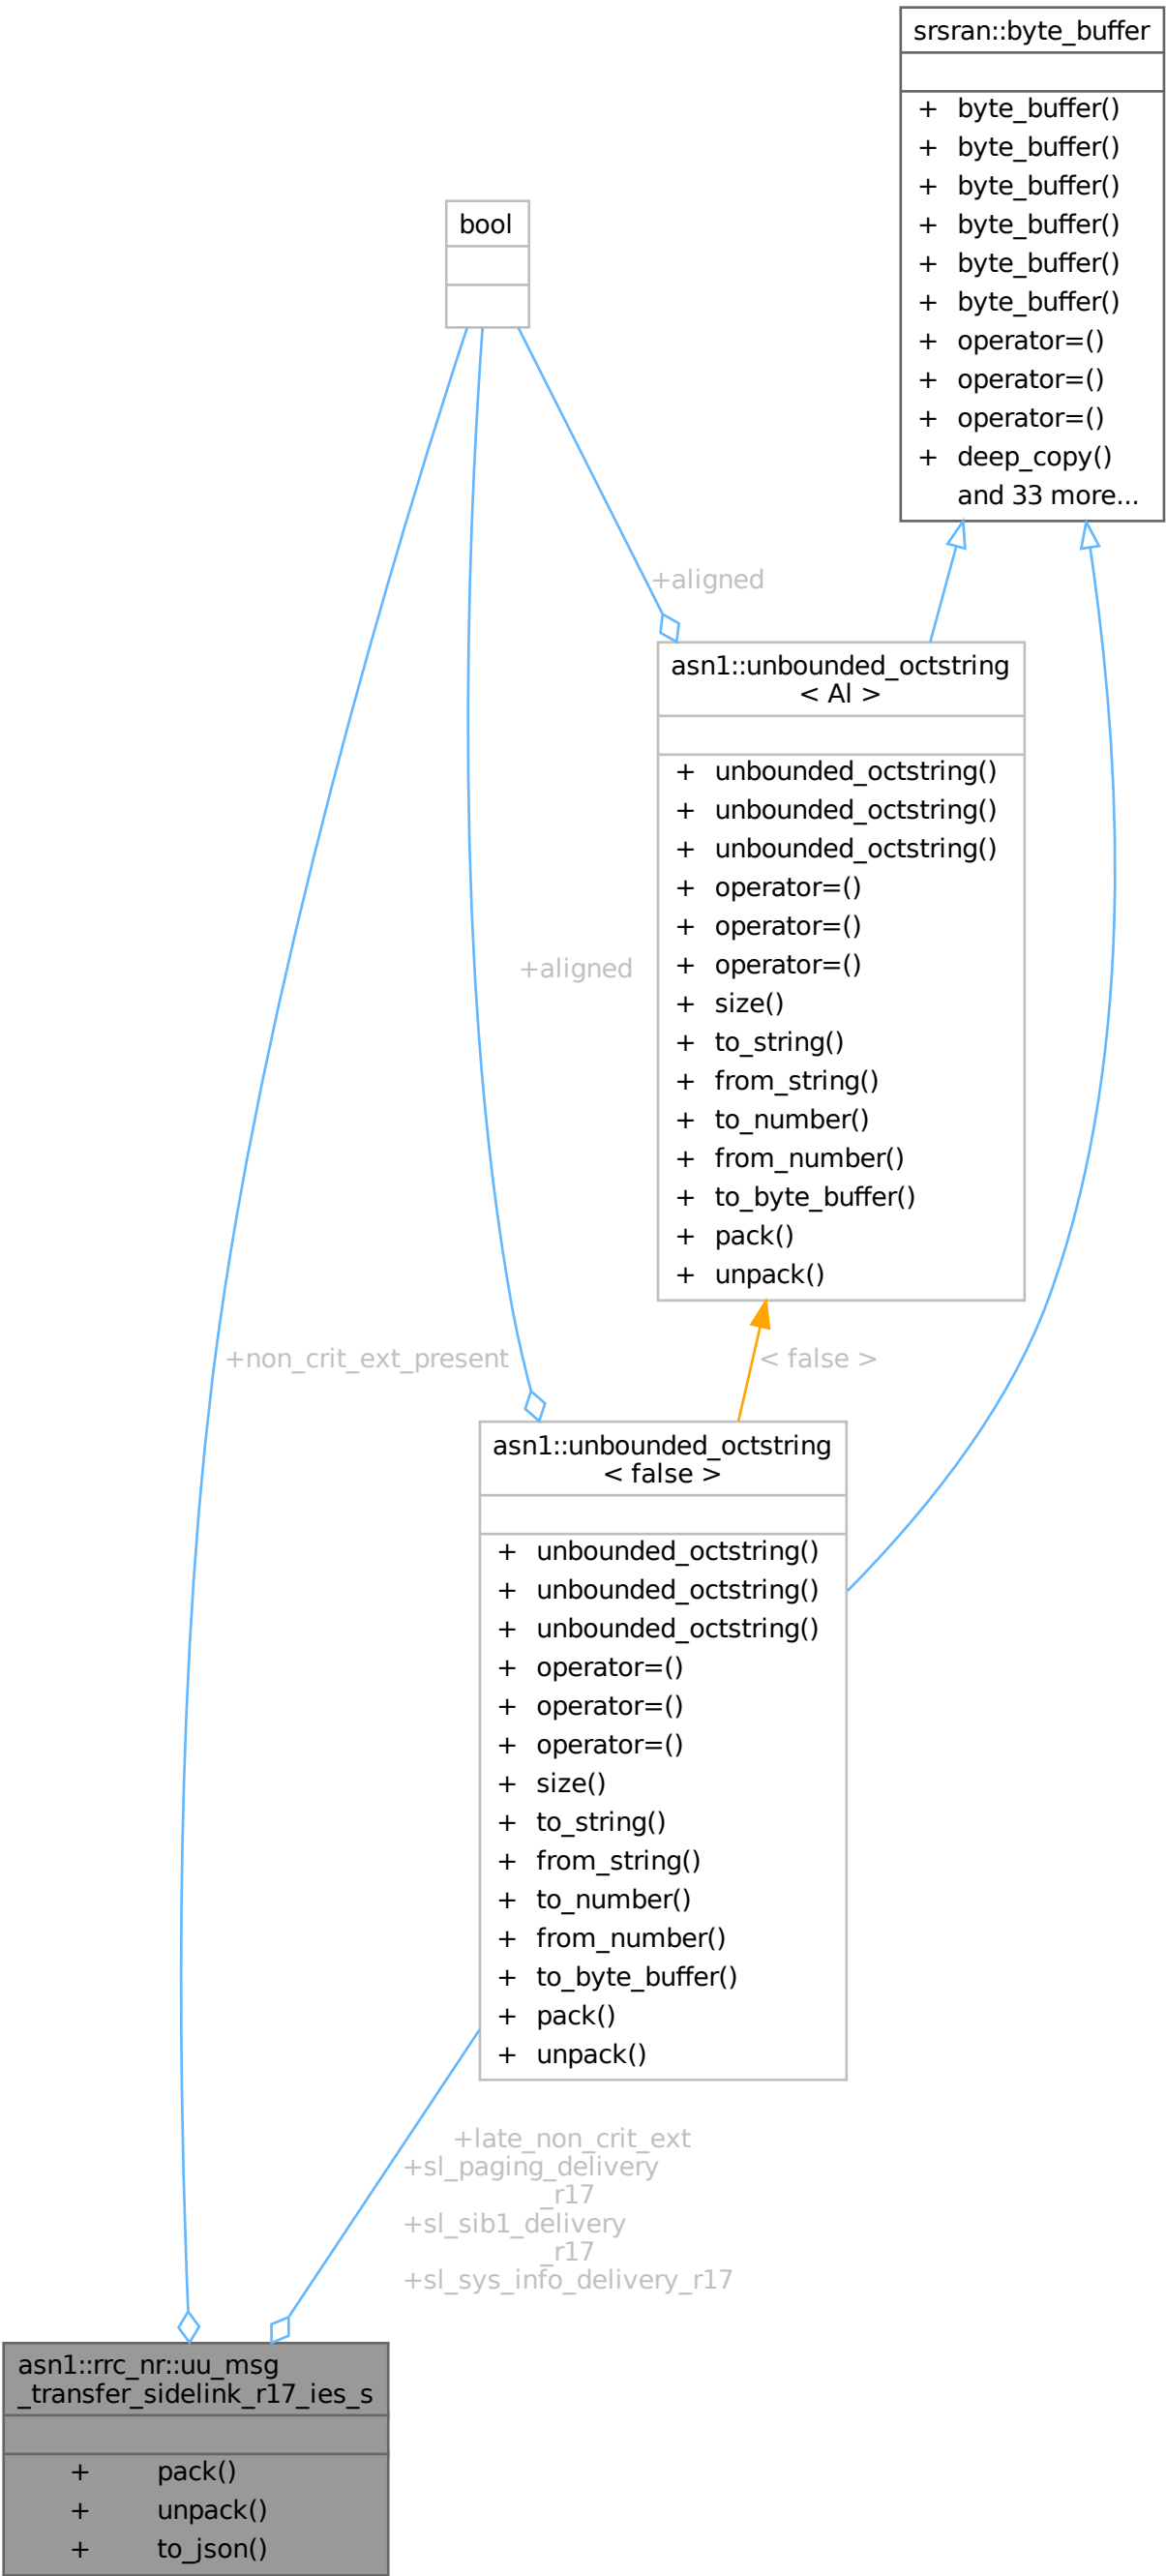 srsran::byte_buffer
+ byte_buffer()
+ byte_buffer()
+ byte_buffer()
+ byte_buffer()
+ byte_buffer()
+ byte_buffer()
+ operator=()
+ operator=()
+ operator=()
+ deep_copy()
and 33 more...
bool
+aligned
asn1::unbounded_octstring
< Al >
+ unbounded_octstring()
+ unbounded_octstring()
+ unbounded_octstring()
+ operator=()
+ operator=()
+ operator=()
+ size()
+ to_string()
+ from_string()
+ to_number()
+ from_number()
+ to_byte_buffer()
+ pack()
+ unpack()
+aligned
+non_crit_ext_present
< false >
asn1::unbounded_octstring
< false >
+ unbounded_octstring()
+ unbounded_octstring()
+ unbounded_octstring()
+ operator=()
+ operator=()
+ operator=()
+ size()
+ to_string()
+ from_string()
+ to_number()
+ from_number()
+ to_byte_buffer()
+ pack()
+ unpack()
+late_non_crit_ext
+sl_paging_delivery
_r17
+sl_sib1_delivery
_r17
+sl_sys_info_delivery_r17
asn1::rrc_nr::uu_msg
_transfer_sidelink_r17_ies_s
+ pack()
+ unpack()
+ to_json()